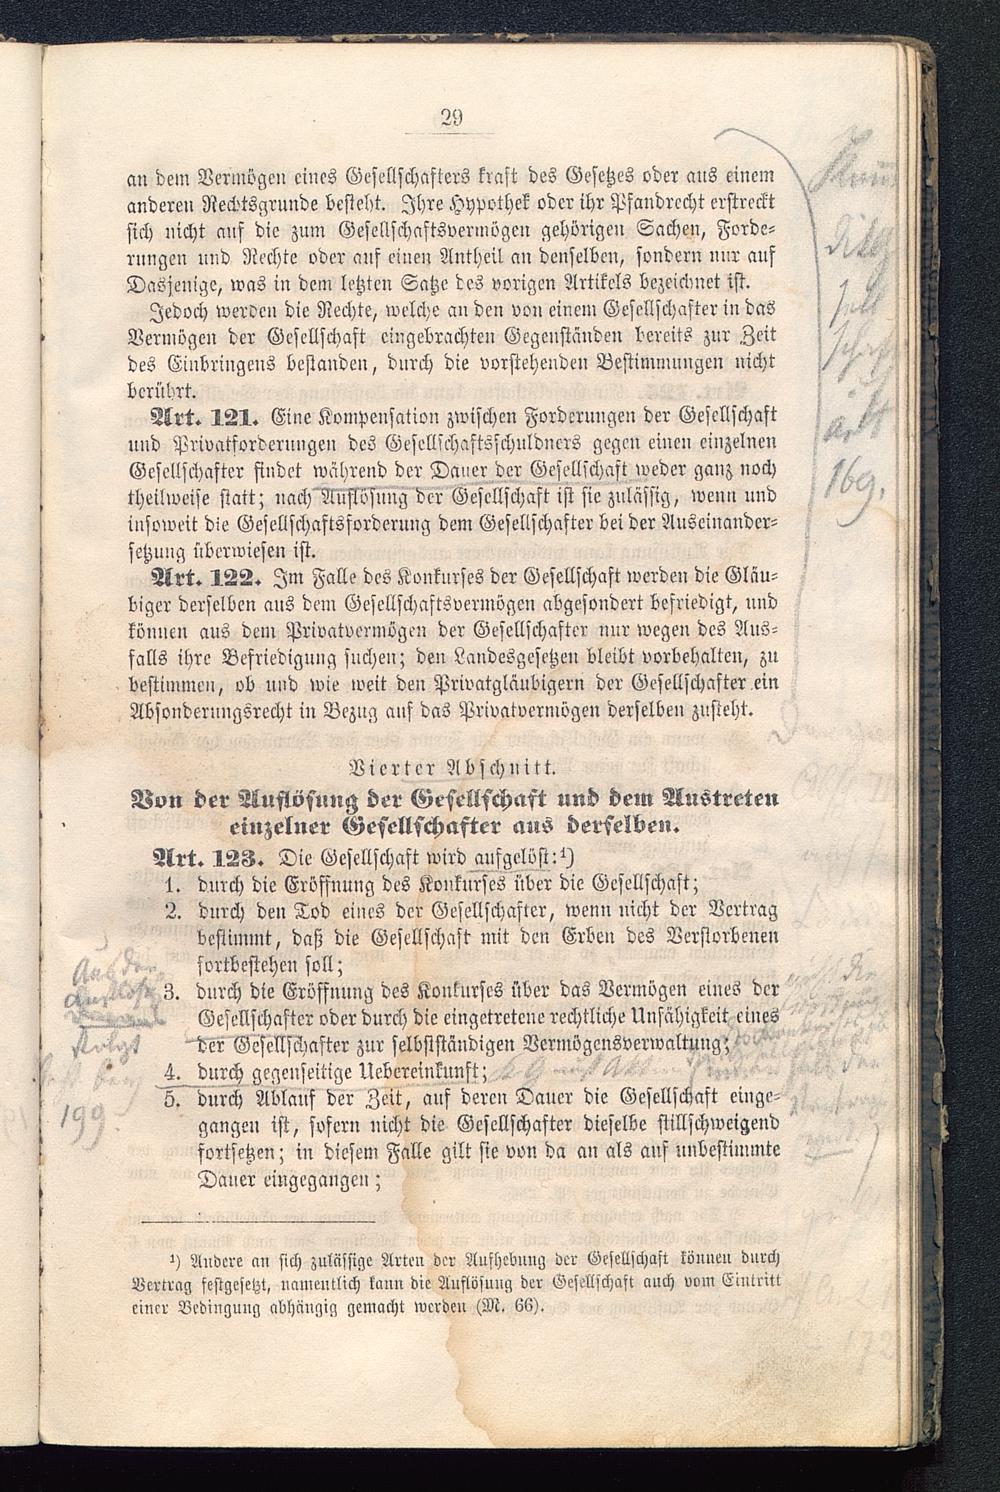 29
an dem Vermögen eines Gesellschafters kraft des Gesetzes oder aus einem
anderen Rechtsgrunde besteht. Ihre Hypothek oder ihr Pfandrecht erstreckt
sich nicht auf die zum Gesellschaftsvermögen gehörigen Sachen, Forde-
rungen und Rechte oder auf einen Antheil an denselben, sondern nur auf
Dasjenige, was in dem letzten Satze des vorigen Artikels bezeichnet ist.
Jedoch werden die Rechte, welche an den von einem Gesellschafter in das
Vermögen der Gesellschaft eingebrachten Gegenständen bereits zur Zeit
des Einbringens bestanden, durch die vorstehenden Bestimmungen nicht
berührt.
Art. 121. Eine Kompensation zwischen Forderungen der Gesellschaft
und Privatforderungen des Gesellschaftsschuldners gegen einen einzelnen
Gesellschafter findet während der Dauer der Gesellschaft weder ganz noch
theilweise statt; nach Auflösung der Gesellschaft ist sie zulässig, wenn und
insoweit die Gesellschaftsforderung dem Gesellschafter bei der Auseinander-
setzung überwiesen ist.
Art. 122. Im Falle des Konkurses der Gesellschaft werden die Gläu-
biger derselben aus dem Gesellschaftsvermögen abgesondert befriedigt, und
können aus dem Privatvermögen der Gesellschafter nur wegen des Aus-
falls ihre Befriedigung suchen; den Landesgesetzen bleibt vorbehalten, zu
bestimmen, ob und wie weit den Privatgläubigern der Gesellschafter ein
Absonderungsrecht in Bezug auf das Privatvermögen derselben zusteht.
Vierter Abschnitt.
Von der Auflösung der Gesellschaft und dem Austreten
einzelner Gesellschafter aus derselben.
Art. 123. Die Gesellschaft wird aufgelöst:¹)
1. durch die Eröffnung des Konkurses über die Gesellschaft;
2. durch den Tod eines der Gesellschafter, wenn nicht der Vertrag
bestimmt, daß die Gesellschaft mit den Erben des Verstorbenen
fortbestehen soll;
3. durch die Eröffnung des Konkurses über das Vermögen eines der
Gesellschafter oder durch die eingetretene rechtliche Unfähigkeit eines
der Gesellschafter zur selbstständigen Vermögensverwaltung;
4. durch gegenseitige Uebereinkunft;
5. durch Ablauf der Zeit, auf deren Dauer die Gesellschaft einge-
gangen ist, sofern nicht die Gesellschafter dieselbe stillschweigend
fortsetzen; in diesem Falle gilt sie von da an als auf unbestimmte
Dauer eingegangen;
¹) Andere an sich zulässige Arten der Aufhebung der Gesellschaft können durch
Vertrag festgesetzt, namentlich kann die Auflösung der Gesellschaft auch vom Eintritt
einer Bedingung abhängig gemacht werden (M. 66).
169.
199.
172